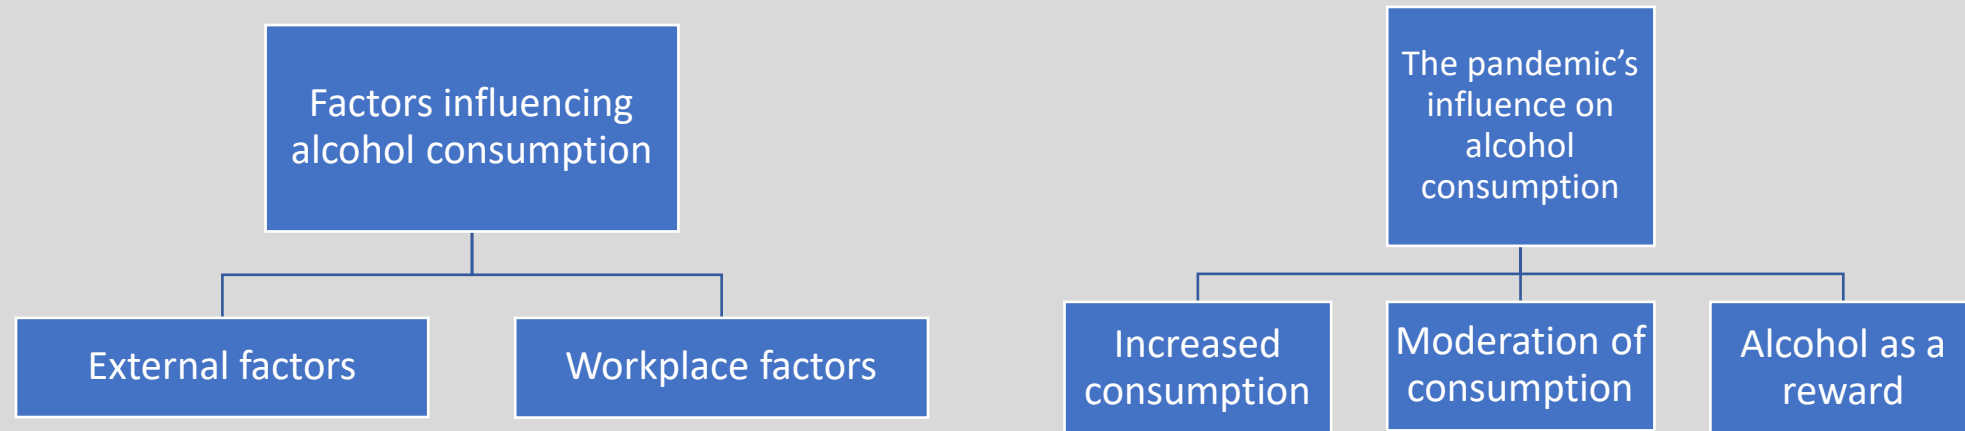 Factors influencing
alcohol consumption
External factors
Workplace factors
The pandemic’s
influence on
alcohol
consumption
Increased
consumption
Moderation of
consumption
Alcohol as a
reward